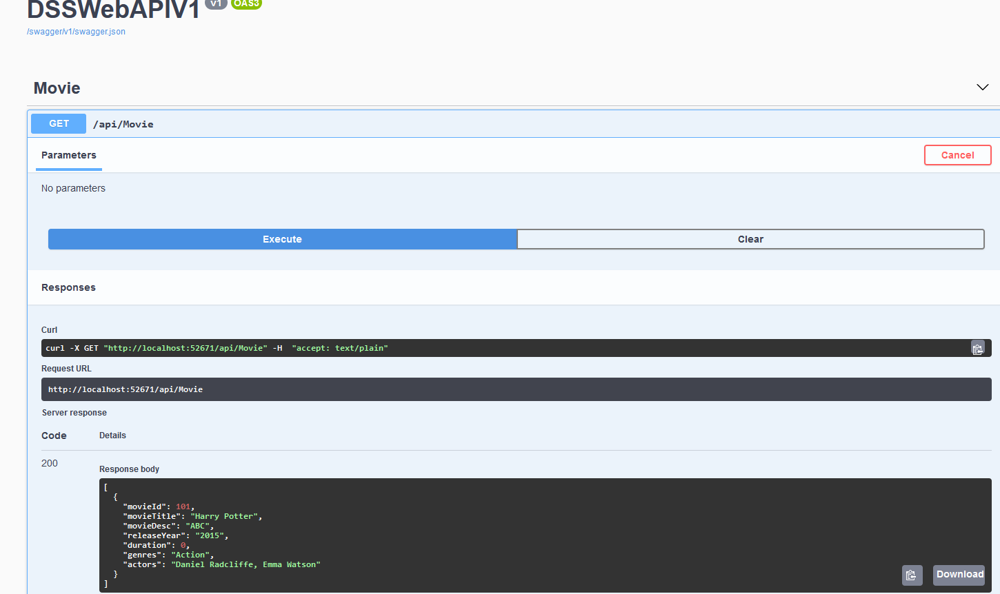 DSSWebAPIV1 v1 OAS3
/swagger/v1/swagger.json
Movie
GET /api/Movie
Parameters Cancel
No parameters
Execute Clear
Responses
Curl
curl -X GET "http://localhost:52671/api/Movie" -H  "accept: text/plain"
Request URL
http://localhost:52671/api/Movie
Server response
Code Details
200
Response body
[
  {
    "movieId": 101,
    "movieTitle": "Harry Potter",
    "movieDesc": "ABC",
    "releaseYear": "2015",
    "duration": 0,
    "genres": "Action",
    "actors": "Daniel Radcliffe, Emma Watson"
  }
]
Download